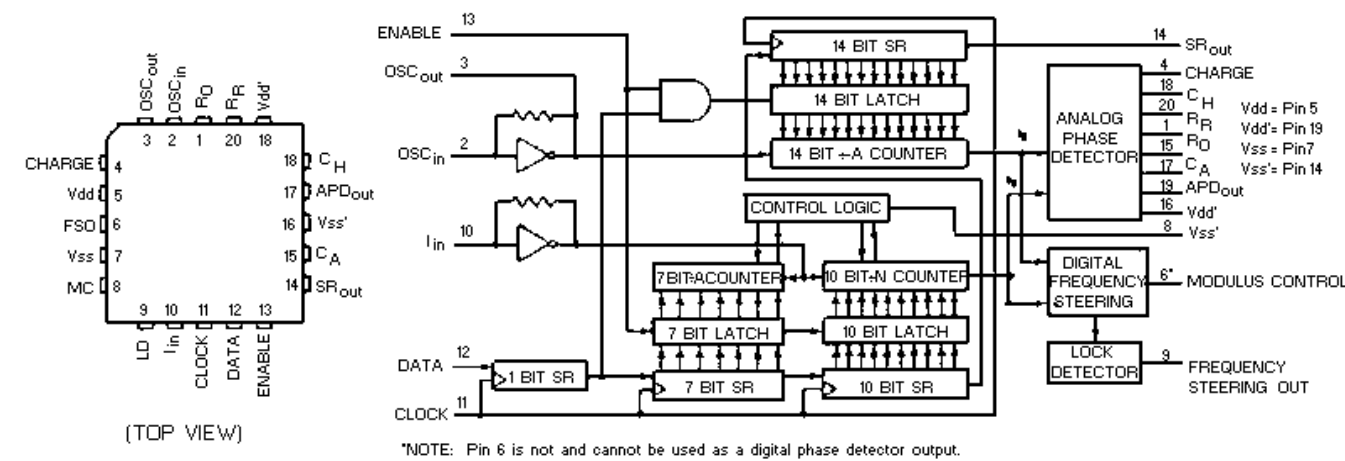 OSCout
OSCin
RO
RR
Vdd'
3 2 1 20 18
CHARGE 4
Vdd 5
FSO 6
Vss 7
MC 8
18 CH
17 APDout
16 Vss'
15 CA
14 SRout
9 10 11 12 13
LD
Iin
CLOCK
DATA
ENABLE
(TOP VIEW)
ENABLE 13
OSCout 3
OSCin 2
Iin 10
DATA 12
CLOCK 11
14 BIT SR
14 BIT LATCH
14 BIT ÷A COUNTER
CONTROL LOGIC
7 BIT÷ACOUNTER
10 BIT÷N COUNTER
7 BIT LATCH
10 BIT LATCH
1 BIT SR
7 BIT SR
10 BIT SR
ANALOG
PHASE
DETECTOR
DIGITAL
FREQUENCY
STEERING
LOCK
DETECTOR
14 SRout
4 CHARGE
18 CH
20 RR
1 RO
15 CA
17 APDout
19 Vdd'
16 Vss'
8 MODULUS CONTROL
6* FREQUENCY
9 STEERING OUT
Vdd = Pin 5
Vdd'= Pin 19
Vss = Pin7
Vss'= Pin 14
*NOTE: Pin 6 is not and cannot be used as a digital phase detector output.